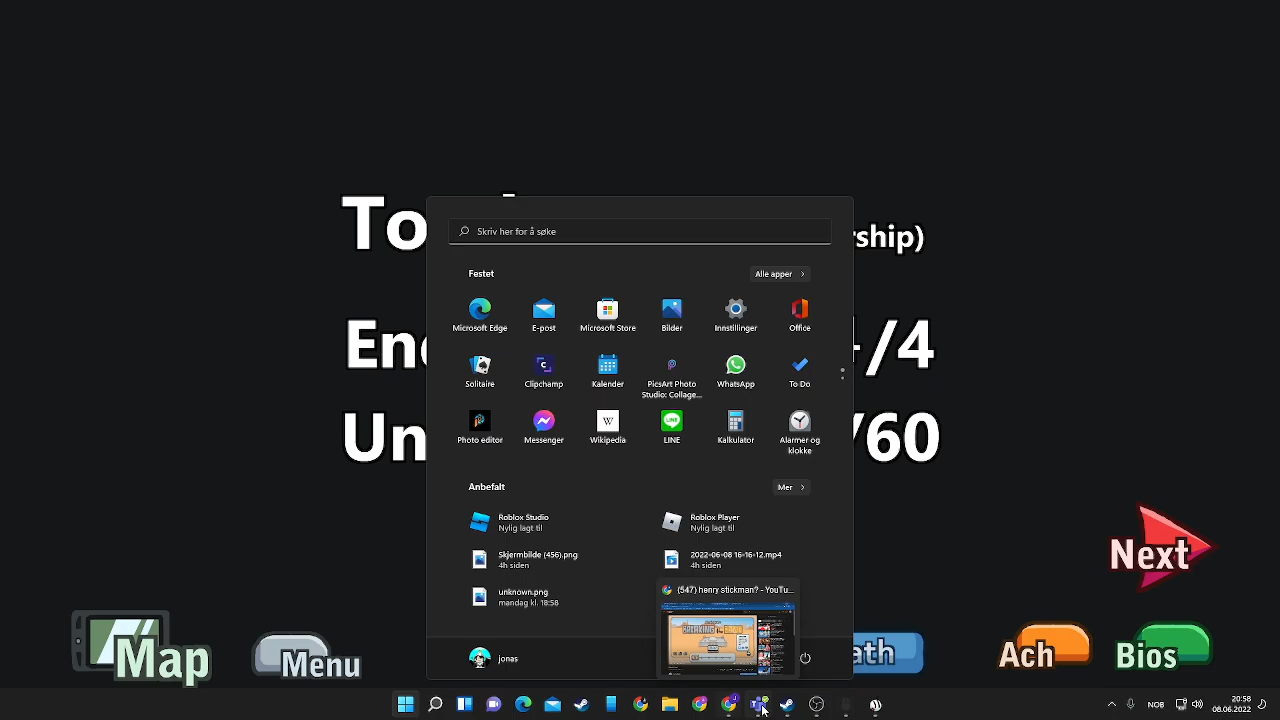 To
rship)
En
/4
Un
/60
Skriv her for å søke
Festet
Alle apper
Microsoft Edge
E-post
Microsoft Store
Bilder
Innstillinger
Office
Solitaire
Clipchamp
Kalender
PicsArt Photo
Studio: Collage...
WhatsApp
To Do
Photo editor
Messenger
Wikipedia
LINE
Kalkulator
Alarmer og
klokke
Anbefalt
Mer
Roblox Studio
Nylig lagt til
Roblox Player
Nylig lagt til
Skjermbilde (456).png
4h siden
2022-06-08 16-16-12.mp4
4h siden
unknown.png
mandag kl. 18:58
(547) henry stickman? - YouTu...
jonas
Next
Map
Menu
ath
Ach
Bios
NOB
20:58
08.06.2022